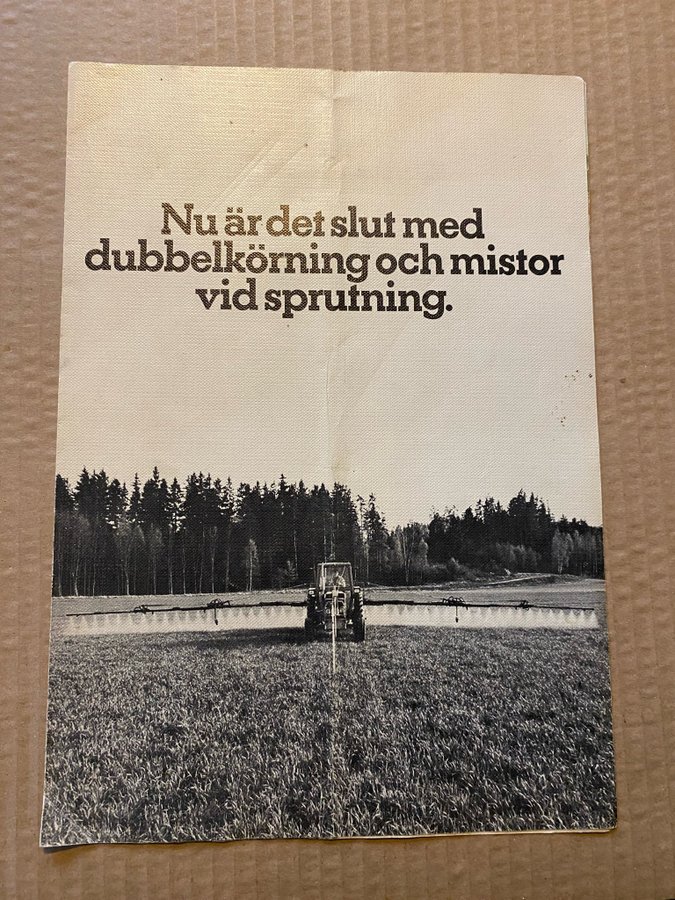 Nu är det slut med
dubbelkörning och mistor
vid sprutning.